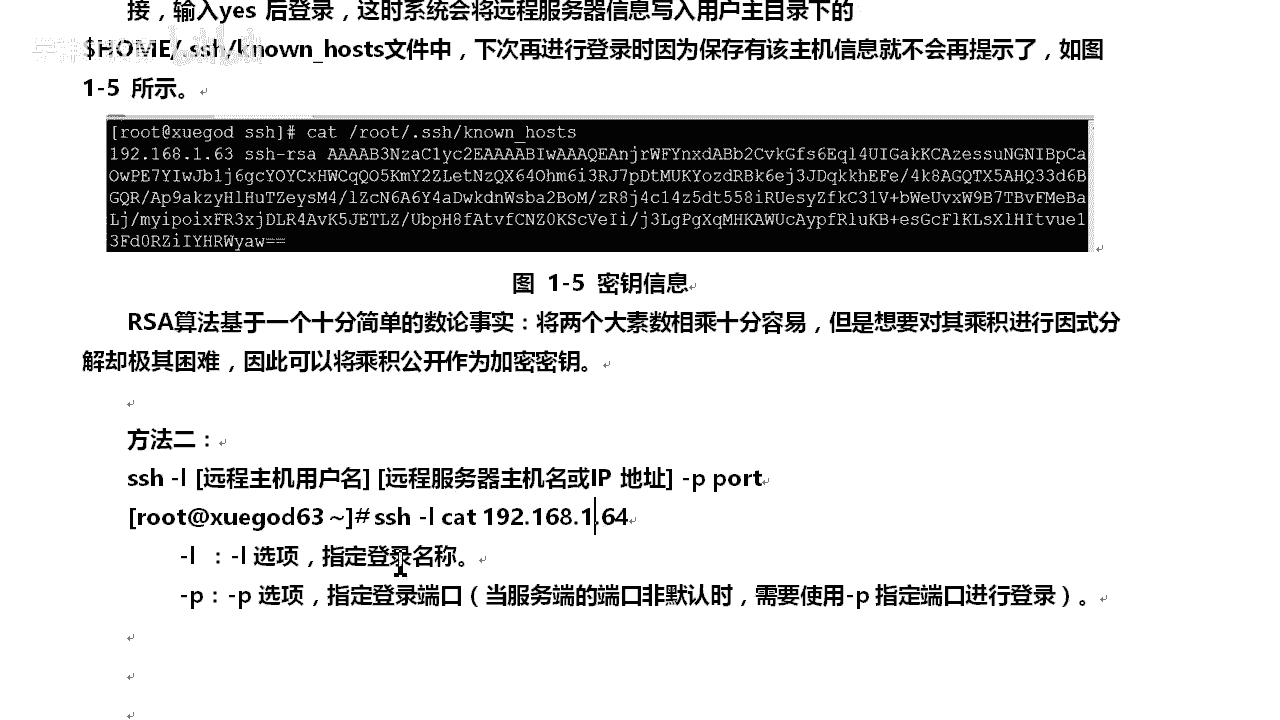 接，输入yes 后登录，这时系统会将远程服务器信息写入用户主目录下的
$HOME/.ssh/known_hosts文件中，下次再进行登录时因为保存有该主机信息就不会再提示了，如图
1-5 所示。
[root@xuegod ssh]# cat /root/.ssh/known_hosts
192.168.1.63 ssh-rsa AAAAB3NzaC1yc2EAAAABIwAAAQEAnjrWFYnxdABb2CvkGfs6Eql4UIGakKCAzessuNGNIBpCa
OwPE7YIwJb1j6gcYOYCxHWCqQO5KmY2ZLetNzQX64Ohm6i3RJ7pDtMUKYozdRBk6ej3JDqkkhEFe/4k8AGQTX5AHQ33d6B
GQR/Ap9akzyHlHuTZeysM4/lZcN6A6Y4aDwkdnWsba2BoM/zR8j4c14z5dt558iRUesyZfkC31V+bWeUvxW9B7TBvFMeBa
Lj/myipoixFR3xjDLR4AvK5JETLZ/UbpH8fAtvfCNZ0KScVeIi/j3LgPgXqMHKAWUcAypfRluKB+esGcFlKLsXlHItvue1
3Fd0RZiIYHRWyaw==
图 1-5 密钥信息
RSA算法基于一个十分简单的数论事实：将两个大素数相乘十分容易，但是想要对其乘积进行因式分
解却极其困难，因此可以将乘积公开作为加密密钥。
方法二：
ssh -l [远程主机用户名] [远程服务器主机名或IP 地址] -p port
[root@xuegod63 ~]# ssh -l cat 192.168.1.64
-l ：-l 选项，指定登录名称。
-p：-p 选项，指定登录端口（当服务端的端口非默认时，需要使用-p 指定端口进行登录）。